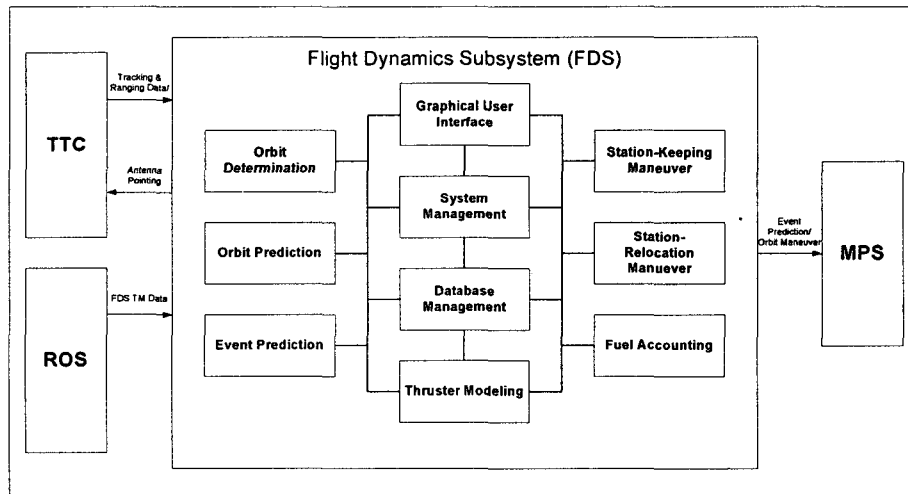 Flight Dynamics Subsystem (FDS)
Tracking &
Ranging Data/
TTC
Antenna
Pointing
ROS
FDS TM Data
Orbit
Determination
Orbit Prediction
Event Prediction
Graphical User
Interface
System
Management
Database
Management
Thruster Modeling
Station-Keeping
Maneuver
Station-
Relocation
Manuever
Fuel Accounting
Event
Prediction/
Orbit Maneuver
MPS